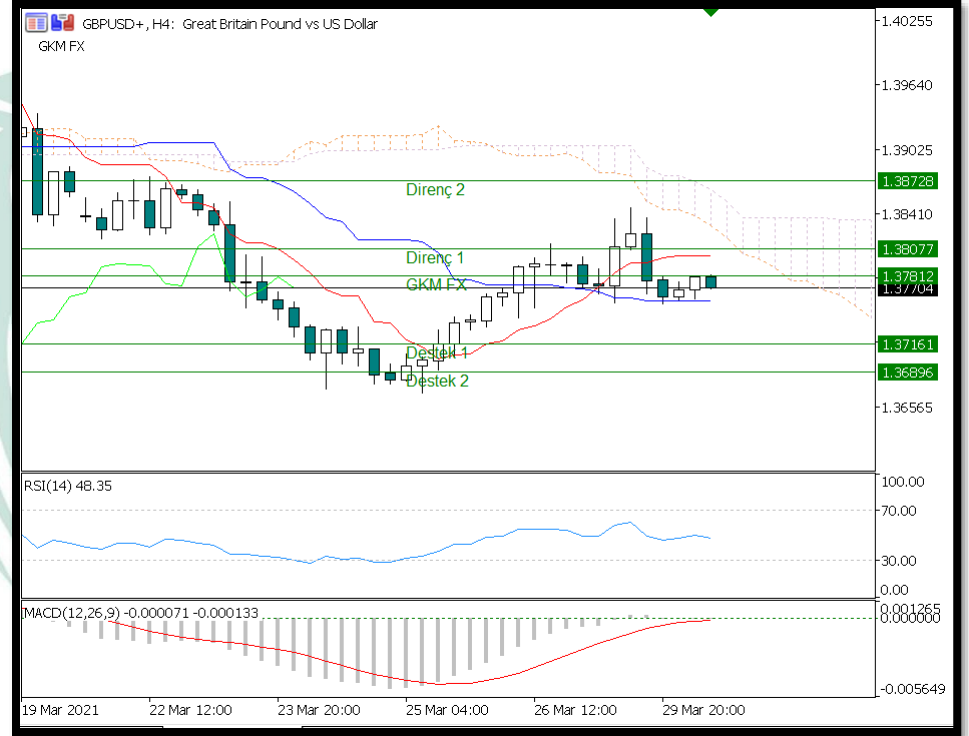 GBPUSD+, H4: Great Britain Pound vs US Dollar
GKM FX
1.40255
1.39640
1.39025
1.38728
Direnç 2
1.38410
1.38077
Direnç 1
1.37812
GKM FX
1.37704
1.37161
Destek 1
1.36896
Destek 2
1.36565
RSI(14) 48.35
100.00
70.00
30.00
0.00
MACD(12,26,9) -0.000071 -0.000133
0.001265
0.000000
-0.005649
19 Mar 2021
22 Mar 12:00
23 Mar 20:00
25 Mar 04:00
26 Mar 12:00
29 Mar 20:00